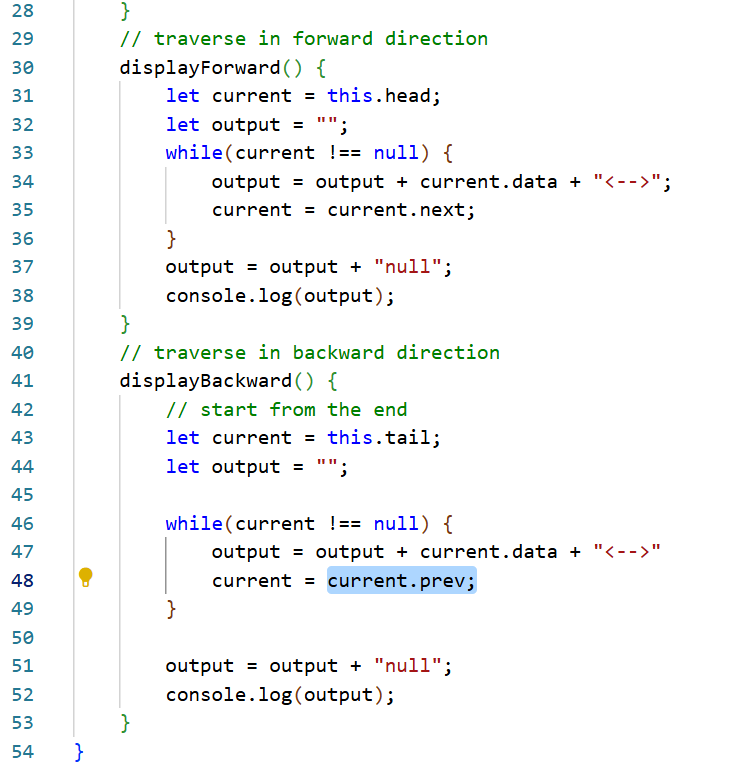 28 }
29 // traverse in forward direction
30 displayForward() {
31 let current = this.head;
32 let output = "";
33 while(current !== null) {
34 output = output + current.data + "<-->";
35 current = current.next;
36 }
37 output = output + "null";
38 console.log(output);
39 }
40 // traverse in backward direction
41 displayBackward() {
42 // start from the end
43 let current = this.tail;
44 let output = "";
45
46 while(current !== null) {
47 output = output + current.data + "<-->"
48 current = current.prev;
49 }
50
51 output = output + "null";
52 console.log(output);
53 }
54 }